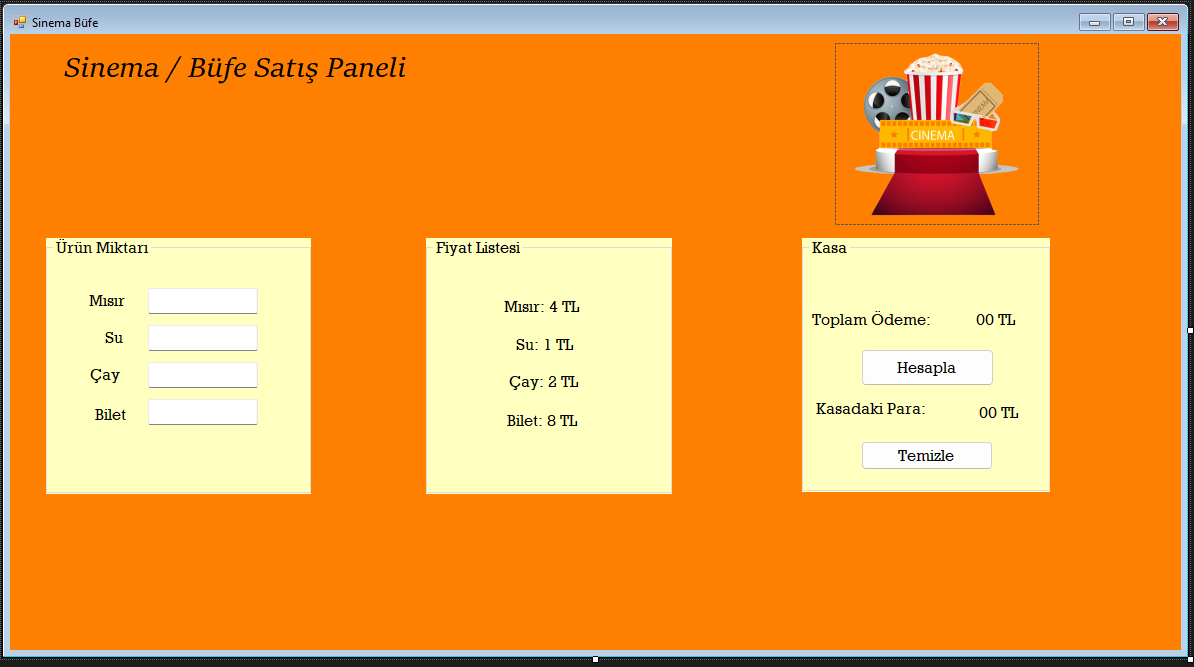 Sinema Büfe
Sinema / Büfe Satış Paneli
CINEMA
CINEMA
Ürün Miktarı
Mısır
Su
Çay
Bilet
Fiyat Listesi
Mısır: 4 TL
Su: 1 TL
Çay: 2 TL
Bilet: 8 TL
Kasa
Toplam Ödeme: 00 TL
Hesapla
Kasadaki Para: 00 TL
Temizle